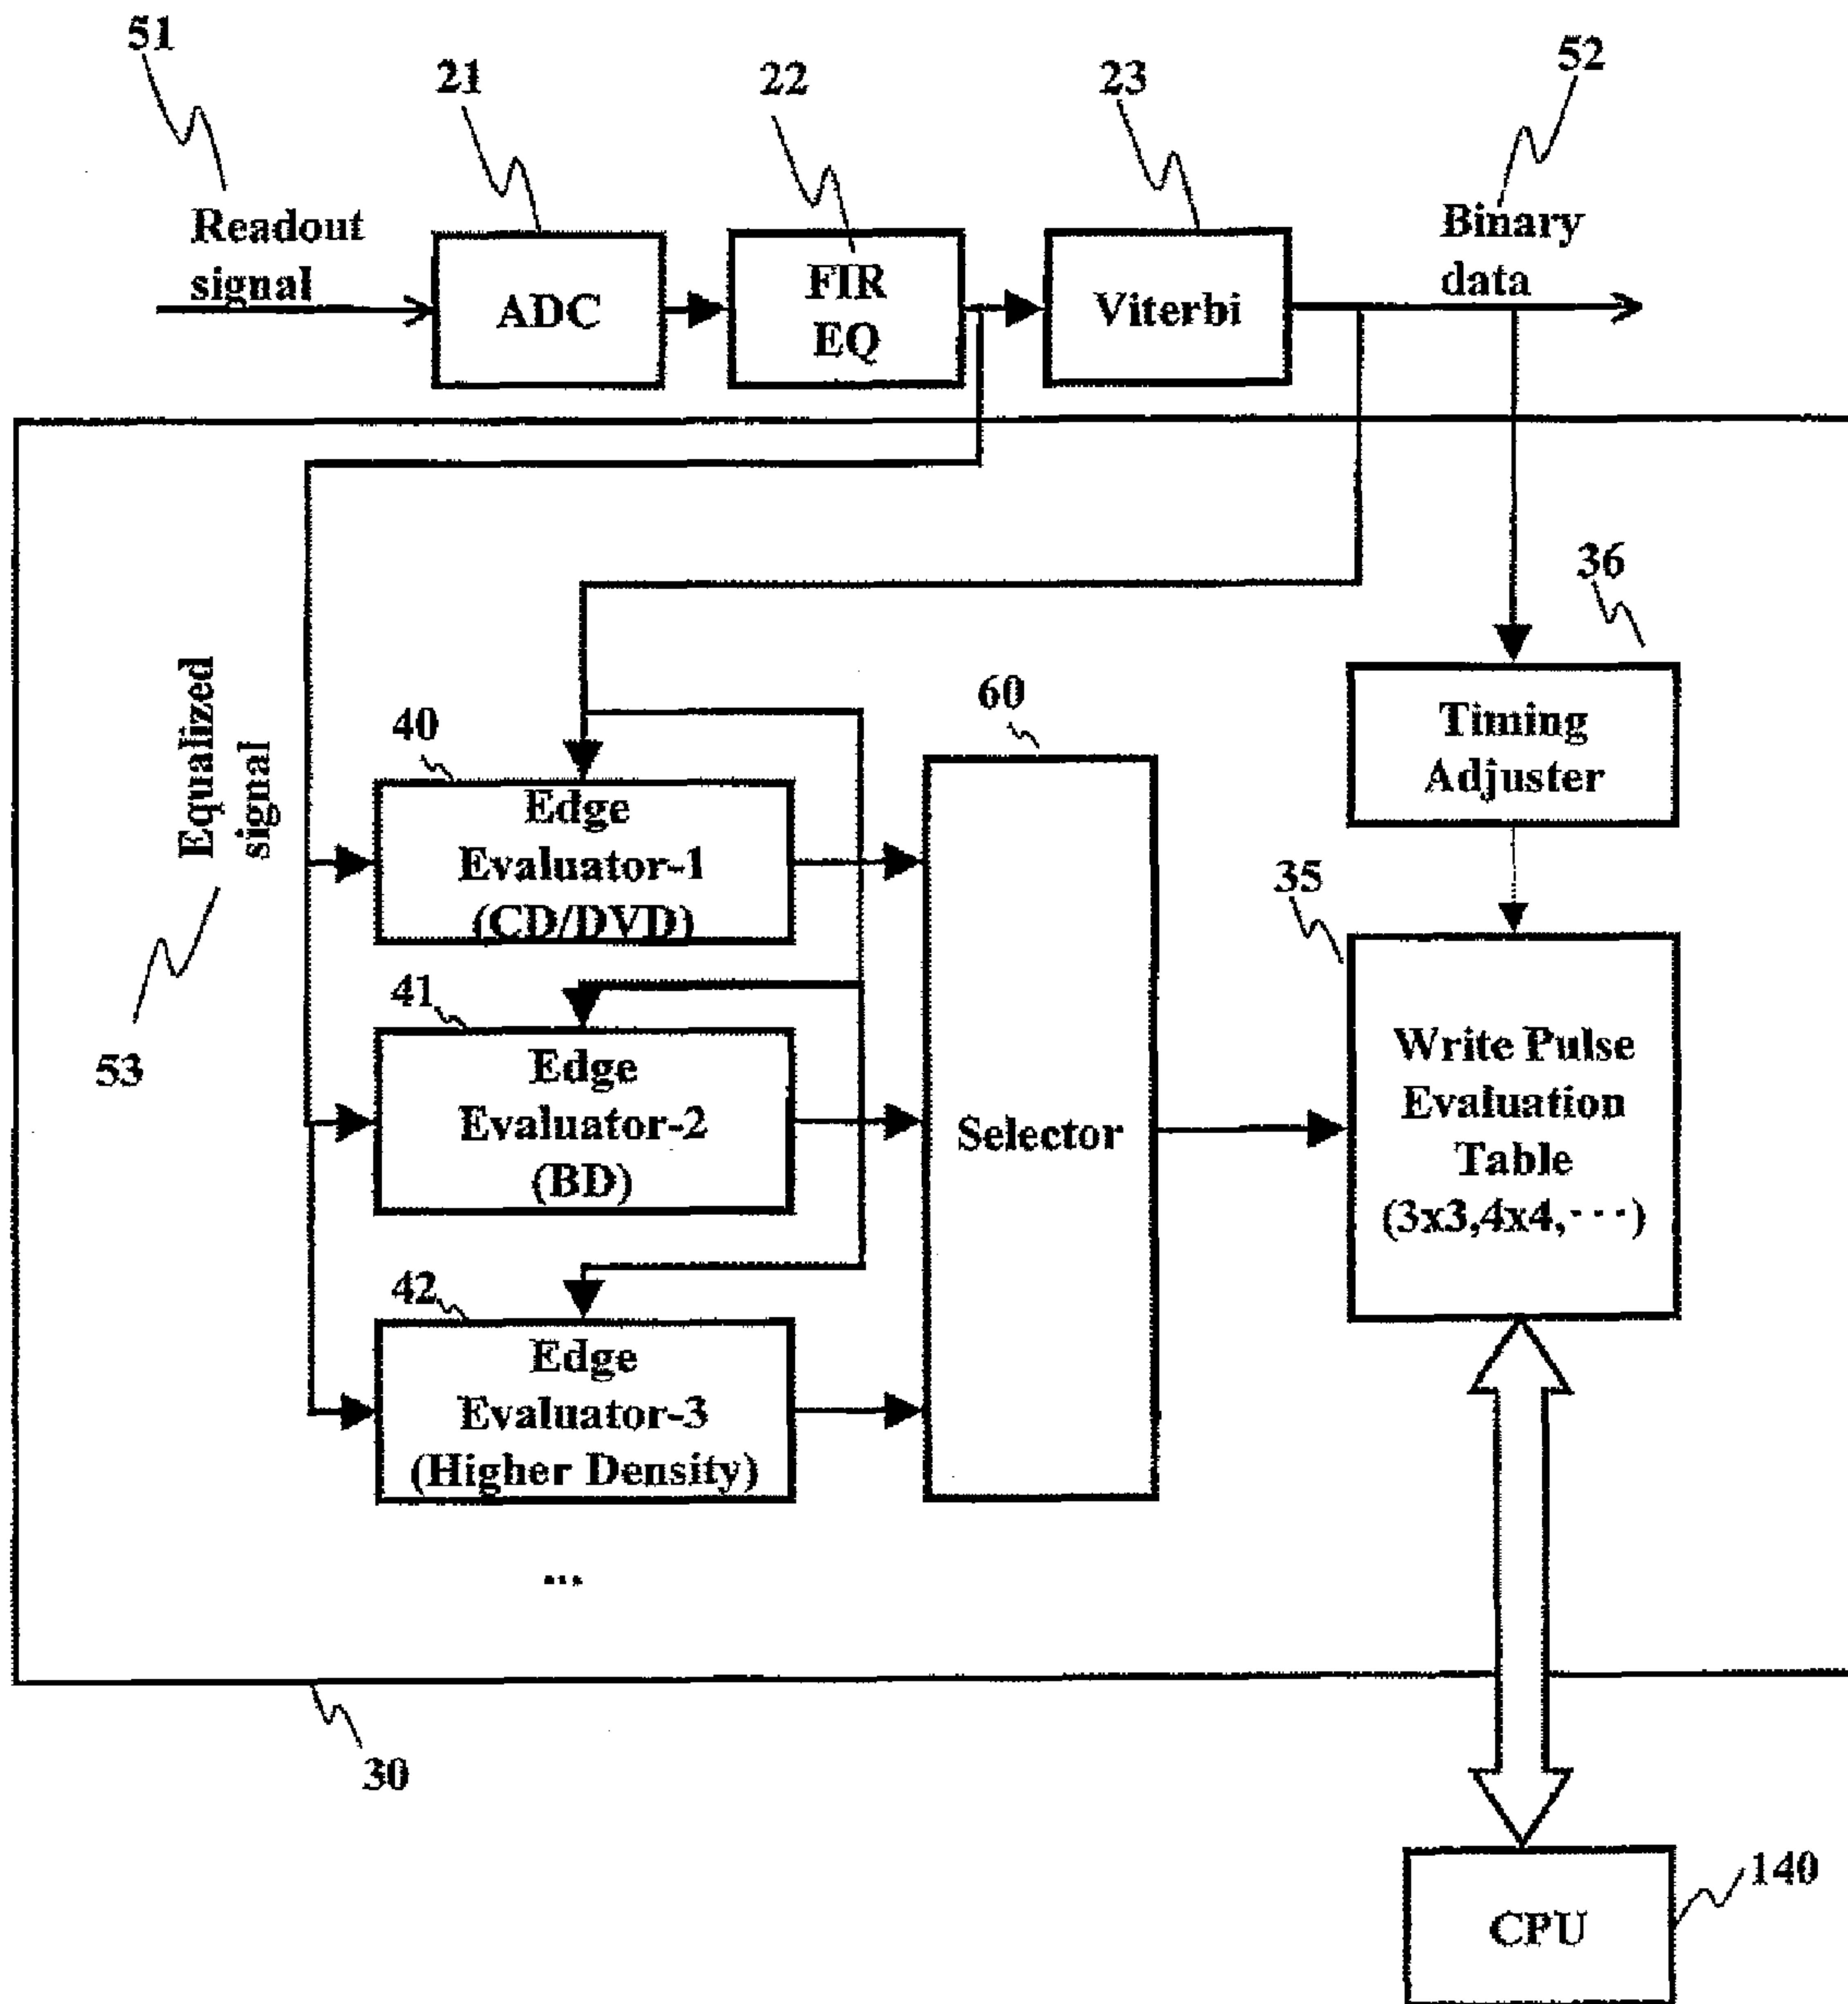 51
21
22
23
52
Readout
signal
ADC
FIR
EQ
Viterbi
Binary
data
36
Timing
Adjuster
Equalized
signal
53
40
Edge
Evaluator-1
(CD/DVD)
60
Selector
35
Write Pulse
Evaluation
Table
(3x3,4x4,···)
41
Edge
Evaluator-2
(BD)
42
Edge
Evaluator-3
(Higher Density)
...
30
CPU
140